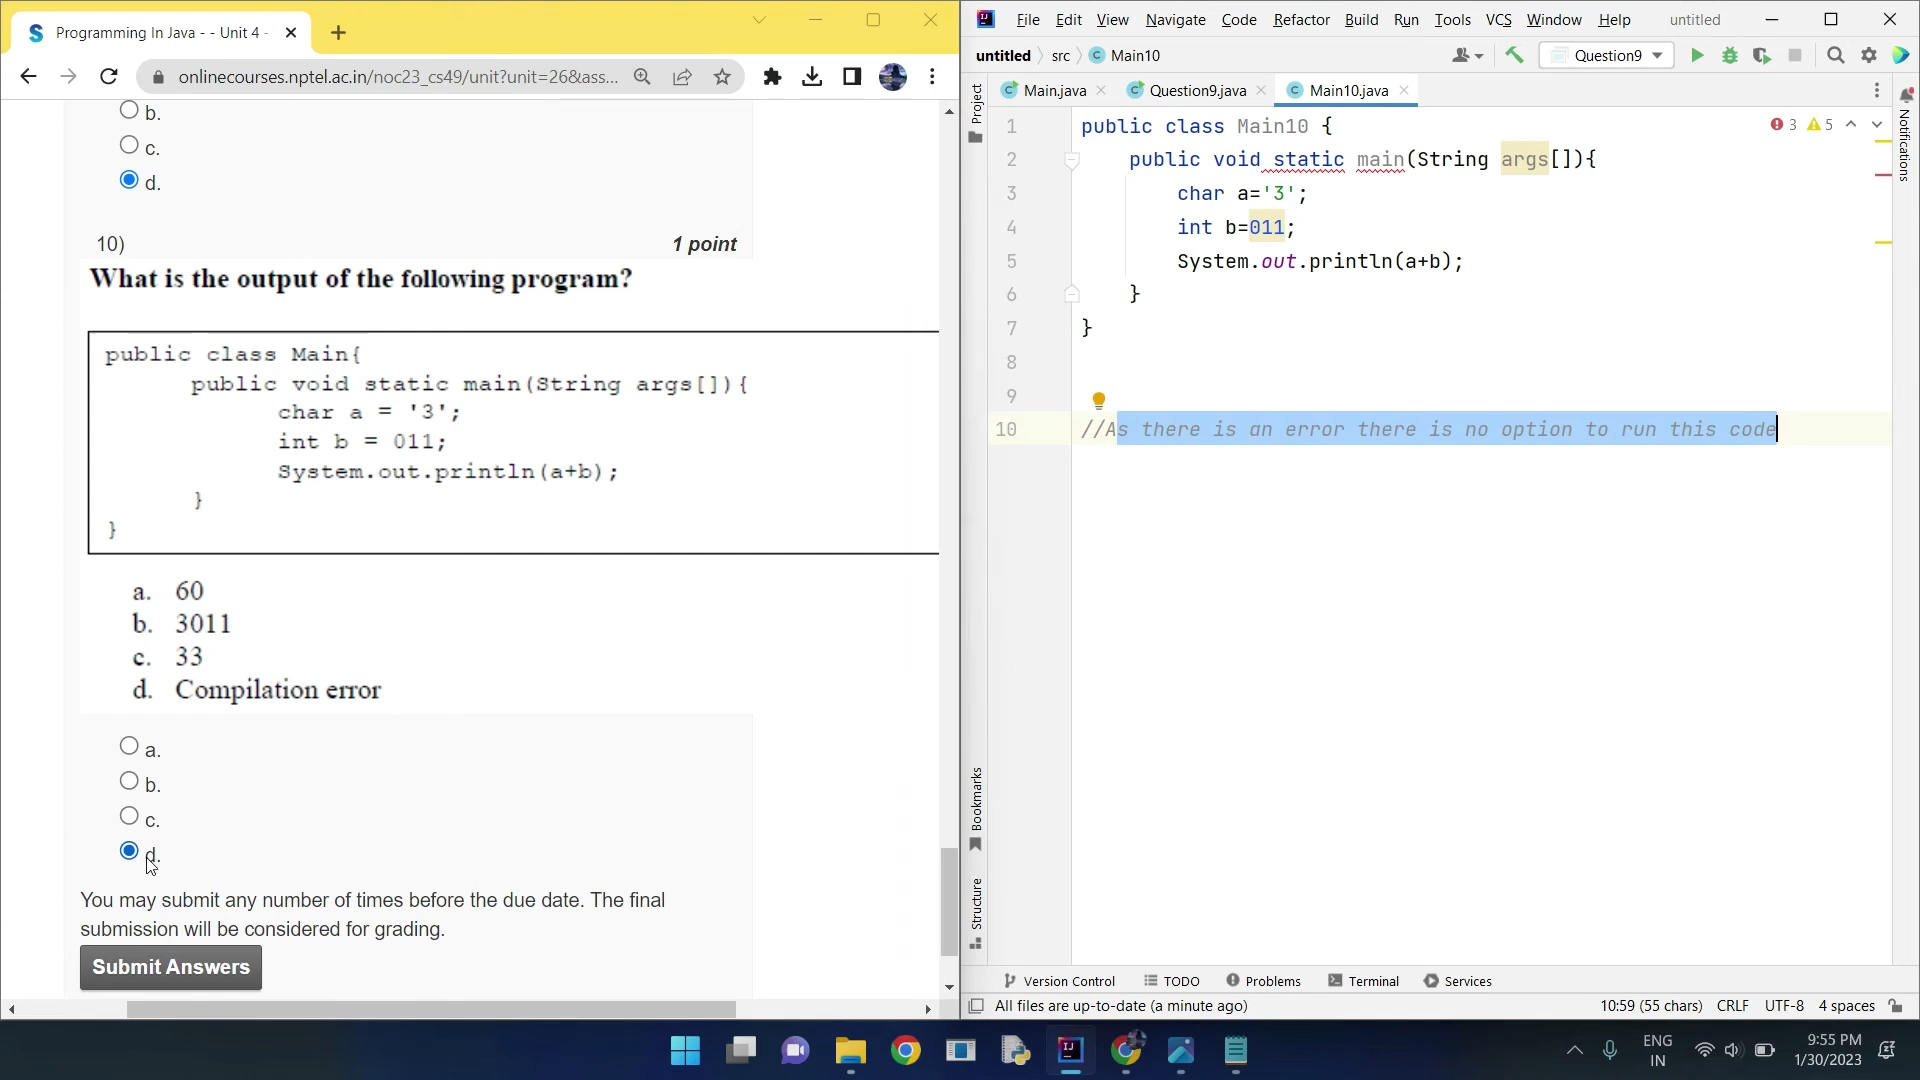 Programming In Java - - Unit 4 -
onlinecourses.nptel.ac.in/noc23_cs49/unit?unit=26&ass...
b.
c.
d.
10)
1 point
What is the output of the following program?
public class Main{
public void static main(String args[]){
char a = '3';
int b = 011;
System.out.println(a+b);
}
}
a. 60
b. 3011
c. 33
d. Compilation error
a.
b.
c.
d.
You may submit any number of times before the due date. The final
submission will be considered for grading.
Submit Answers
File Edit View Navigate Code Refactor Build Run Tools VCS Window Help untitled
untitled src Main10 Question9
Project
Main.java Question9.java Main10.java
Notifications
3 5
1 public class Main10 {
2 public void static main(String args[]){
3 char a='3';
4 int b=011;
5 System.out.println(a+b);
6 }
7 }
8
9
10 //As there is an error there is no option to run this code
Bookmarks
Structure
Version Control TODO Problems Terminal Services
All files are up-to-date (a minute ago) 10:59 (55 chars) CRLF UTF-8 4 spaces
ENG
IN
9:55 PM
1/30/2023